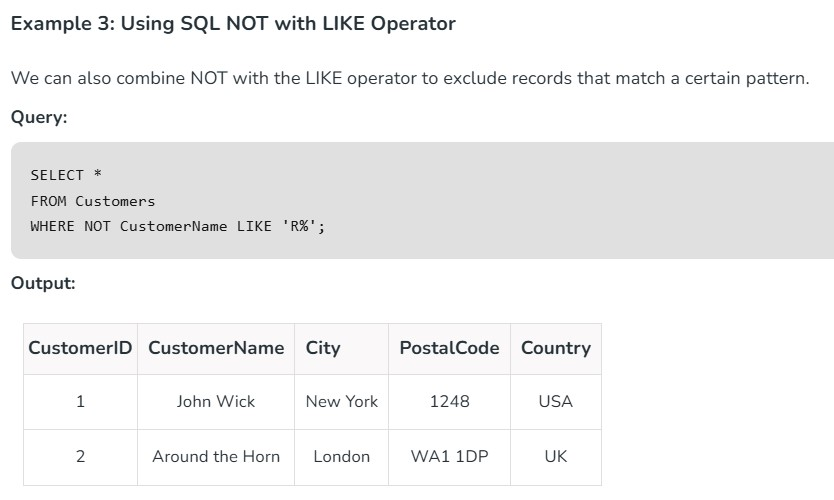 Example 3: Using SQL NOT with LIKE Operator
We can also combine NOT with the LIKE operator to exclude records that match a certain pattern.
Query:
SELECT *
FROM Customers
WHERE NOT CustomerName LIKE 'R%';
Output:
CustomerID CustomerName City PostalCode Country
1 John Wick New York 1248 USA
2 Around the Horn London WA1 1DP UK